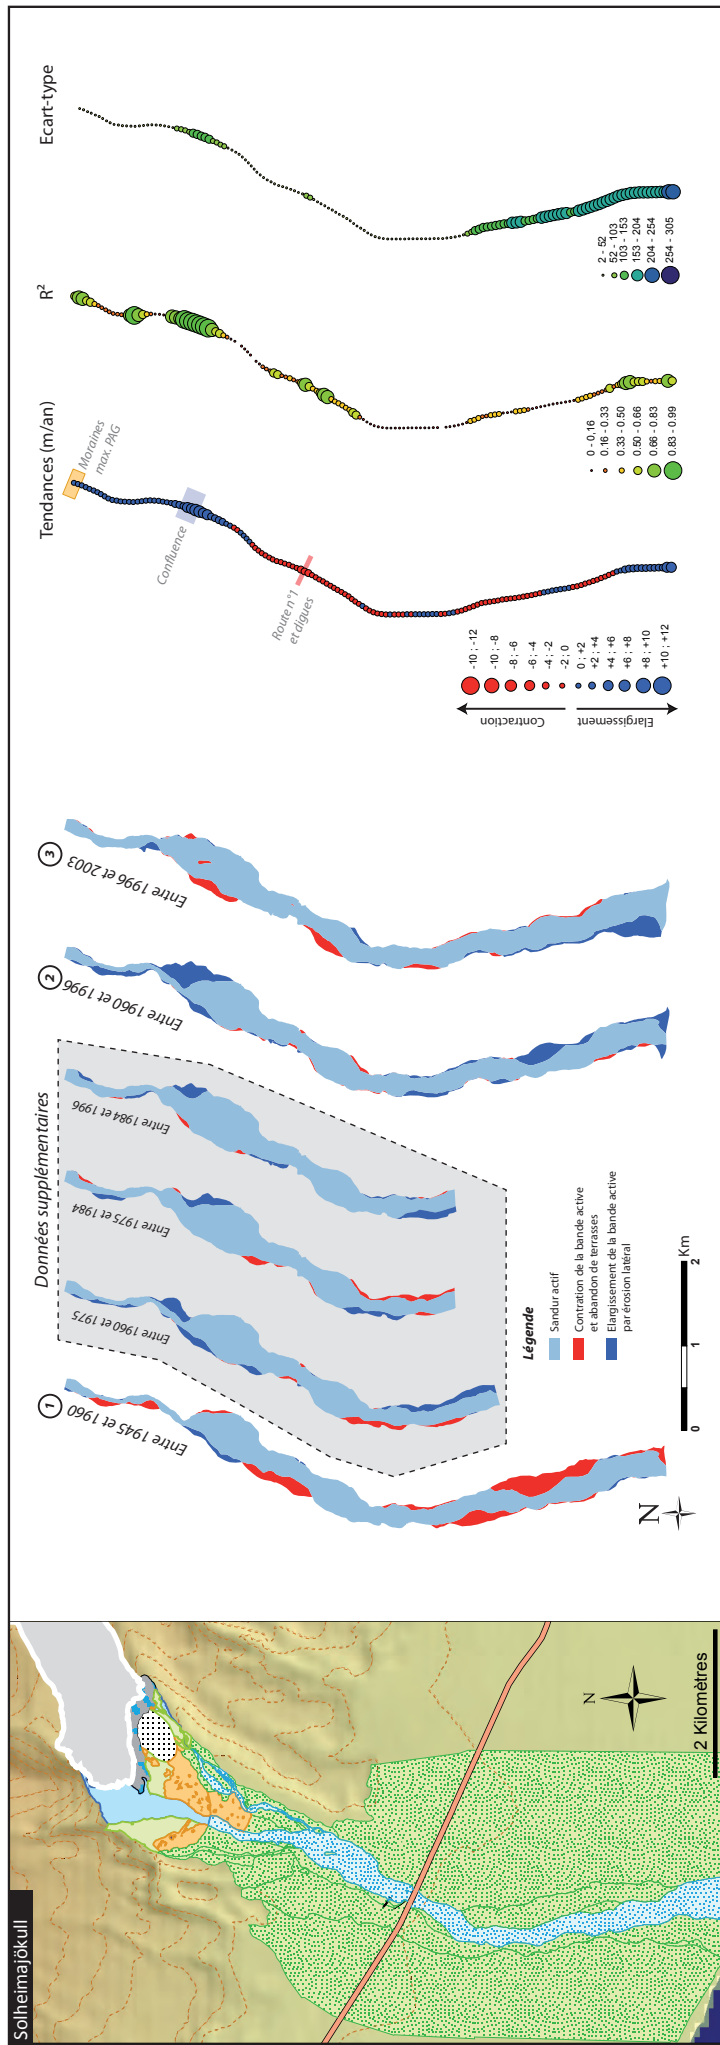 Tendances (m/an)
R²
Ecart-type
Moraines
max. PAG
Confluence
Route n°1
et digues
Contraction
Elargissement
-10 ; -12
-10 ; -8
-8 ; -6
-6 ; -4
-4 ; -2
-2 ; 0
0 ; +2
+2 ; +4
+4 ; +6
+6 ; +8
+8 ; +10
+10 ; +12
0 - 0,16
0.16 - 0.33
0.33 - 0.50
0.50 - 0.66
0.66 - 0.83
0.83 - 0.99
2 - 52
52 - 103
103 - 153
153 - 204
204 - 254
254 - 305
1
Entre 1945 et 1960
Données supplémentaires
Entre 1960 et 1975
Entre 1975 et 1984
Entre 1984 et 1996
2
Entre 1960 et 1996
3
Entre 1996 et 2003
Légende
Sandur actif
Contration de la bande active
et abandon de terrasses
Elargissement de la bande active
par érosion latéral
N
0
1
2
Km
Solheimajökull
N
2 Kilomètres